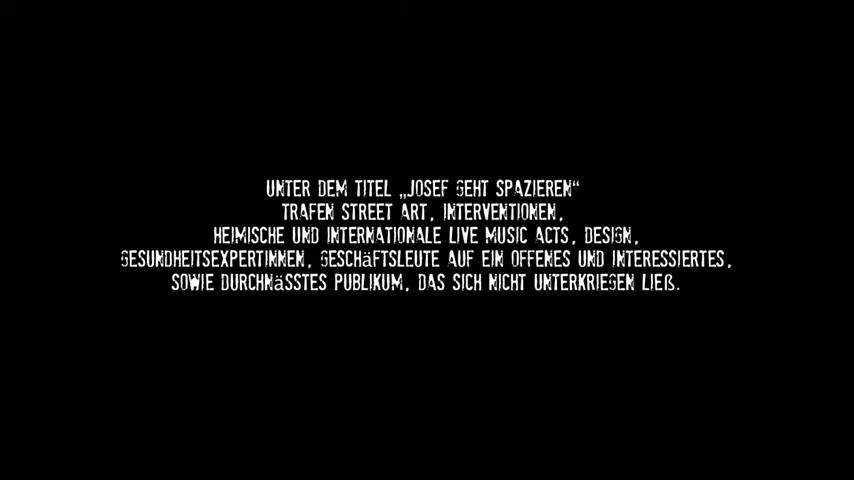 UNTER DEM TITEL „JOSEF GEHT SPAZIEREN“
TRAFEN STREET ART, INTERVENTIONEN,
HEIMISCHE UND INTERNATIONALE LIVE MUSIC ACTS, DESIGN,
GESUNDHEITSEXPERTINNEN, GESCHäFTSLEUTE AUF EIN OFFENES UND INTERESSIERTES,
SOWIE DURCHNäSSTES PUBLIKUM, DAS SICH NICHT UNTERKRIEGEN LIEß.